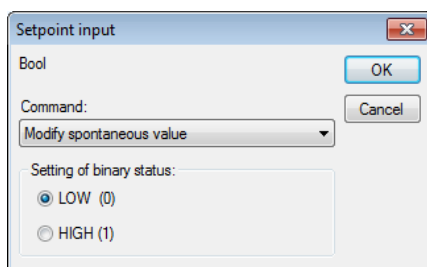 Setpoint input
Bool
OK
Command:
Cancel
Modify spontaneous value
Setting of binary status:
LOW (0)
HIGH (1)